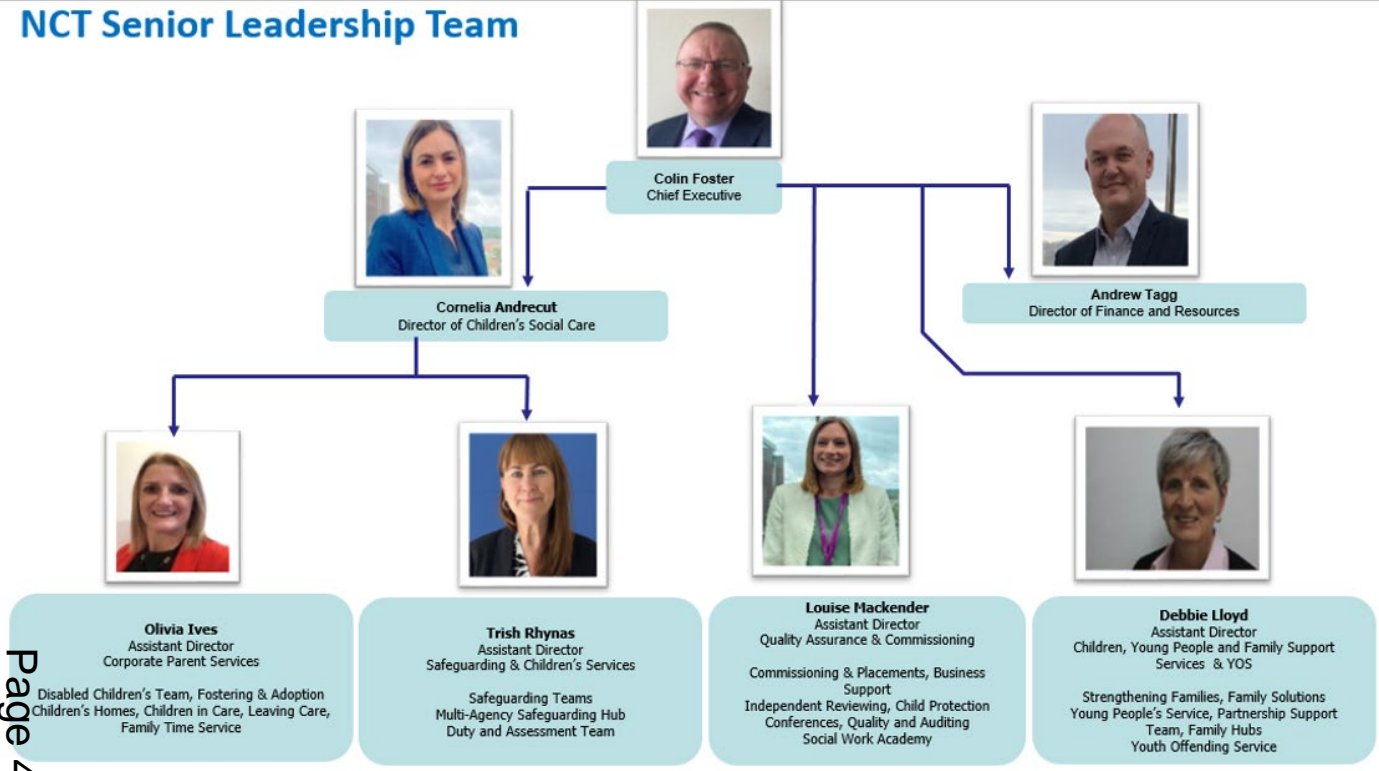 NCT Senior Leadership Team
Colin Foster
Chief Executive
Cornelia Andrecut
Director of Children's Social Care
Andrew Tagg
Director of Finance and Resources
Olivia Ives
Assistant Director
Corporate Parent Services
Disabled Children's Team, Fostering & Adoption
Children's Homes, Children in Care, Leaving Care,
Family Time Service
Trish Rhynas
Assistant Director
Safeguarding & Children's Services
Safeguarding Teams
Multi-Agency Safeguarding Hub
Duty and Assessment Team
Louise Mackender
Assistant Director
Quality Assurance & Commissioning
Commissioning & Placements, Business
Support
Independent Reviewing, Child Protection
Conferences, Quality and Auditing
Social Work Academy
Debbie Lloyd
Assistant Director
Children, Young People and Family Support
Services & YOS
Strengthening Families, Family Solutions
Young People's Service, Partnership Support
Team, Family Hubs
Youth Offending Service
Page